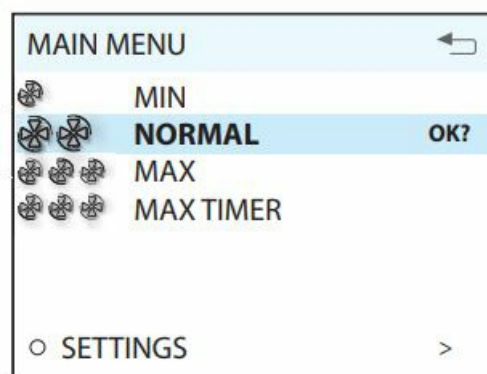 MAIN MENU
MIN
NORMAL OK?
MAX
MAX TIMER
SETTINGS >